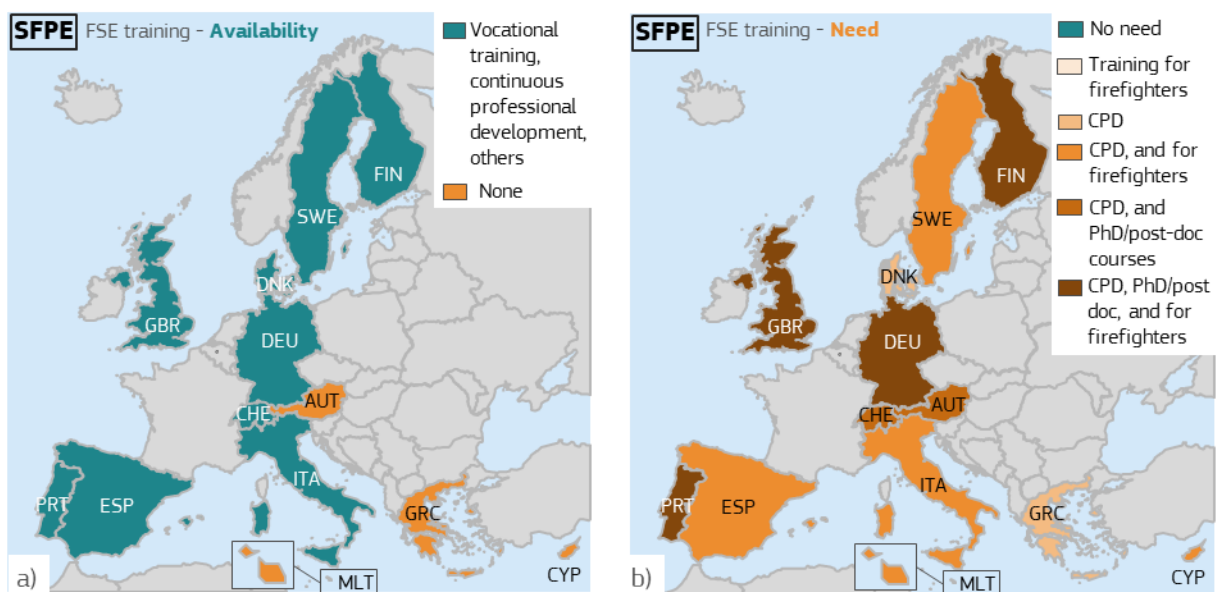 SFPE FSE training - Availability
Vocational
training,
continuous
professional
development,
others
None
FIN
SWE
DNK
GBR
DEU
AUT
CHE
ITA
PRT
ESP
GRC
CYP
MLT
a)
SFPE FSE training - Need
No need
Training for
firefighters
CPD
CPD, and for
firefighters
CPD, and
PhD/post-doc
courses
CPD, PhD/post
doc, and for
firefighters
FIN
SWE
DNK
GBR
DEU
AUT
CHE
ITA
PRT
ESP
GRC
CYP
MLT
b)